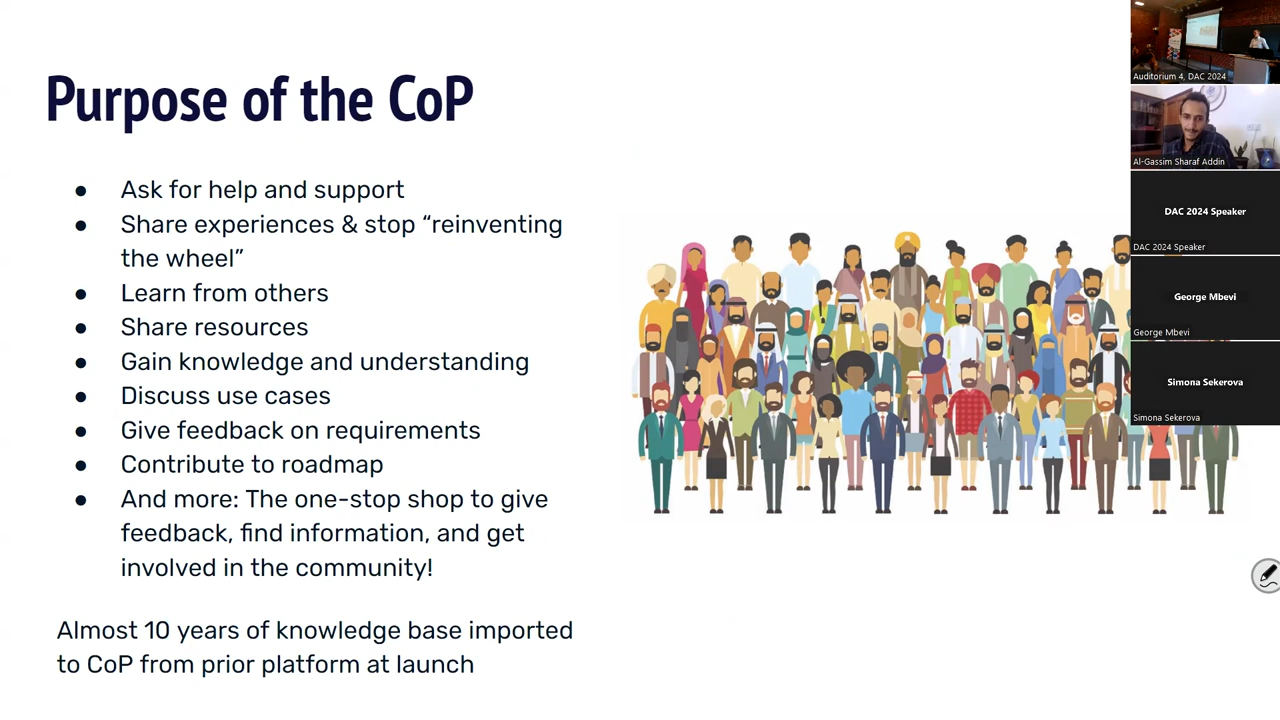 Purpose of the CoP
● Ask for help and support
● Share experiences & stop “reinventing
the wheel”
● Learn from others
● Share resources
● Gain knowledge and understanding
● Discuss use cases
● Give feedback on requirements
● Contribute to roadmap
● And more: The one-stop shop to give
feedback, find information, and get
involved in the community!
Almost 10 years of knowledge base imported
to CoP from prior platform at launch
Auditorium 4, DAC 2024
Al-Gassim Sharaf Addin
DAC 2024 Speaker
DAC 2024 Speaker
George Mbevi
George Mbevi
Simona Sekerova
Simona Sekerova